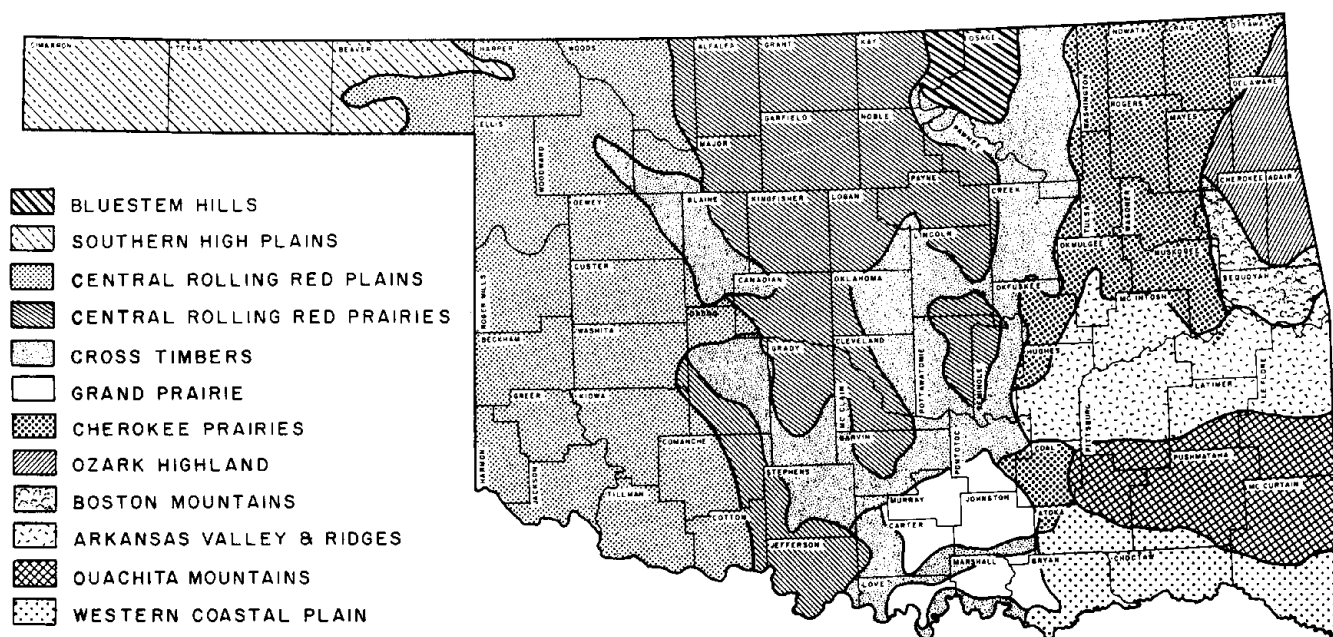 CIMARRON
TEXAS
BEAVER
HARPER
WOODS
ALFALFA
GRANT
KAY
OSAGE
NOWATA
CRAIG
OTTAWA
WASHINGTON
DELAWARE
ROGERS
MAYES
ELLIS
WOODWARD
MAJOR
GARFIELD
NOBLE
PAWNEE
PAYNE
CREEK
TULSA
WAGONER
CHEROKEE
ADAIR
DEWEY
BLAINE
KINGFISHER
LOGAN
LINCOLN
OKMULGEE
MUSKOGEE
SEQUOYAH
ROGER MILLS
CUSTER
CANADIAN
OKLAHOMA
OKFUSKEE
MC INTOSH
BECKHAM
WASHITA
CADDO
GRADY
CLEVELAND
POTTAWATOMIE
SEMINOLE
HUGHES
PITTSBURG
LATIMER
LEFLORE
GREER
KIOWA
MC CLAIN
HARMON
JACKSON
COMANCHE
GARVIN
PONTOTOC
COAL
PUSHMATAHA
MC CURTAIN
TILLMAN
COTTON
STEPHENS
MURRAY
JOHNSTON
ATOKA
JEFFERSON
CARTER
LOVE
MARSHALL
BRYAN
CHOCTAW
BLUESTEM HILLS
SOUTHERN HIGH PLAINS
CENTRAL ROLLING RED PLAINS
CENTRAL ROLLING RED PRAIRIES
CROSS TIMBERS
GRAND PRAIRIE
CHEROKEE PRAIRIES
OZARK HIGHLAND
BOSTON MOUNTAINS
ARKANSAS VALLEY & RIDGES
OUACHITA MOUNTAINS
WESTERN COASTAL PLAIN